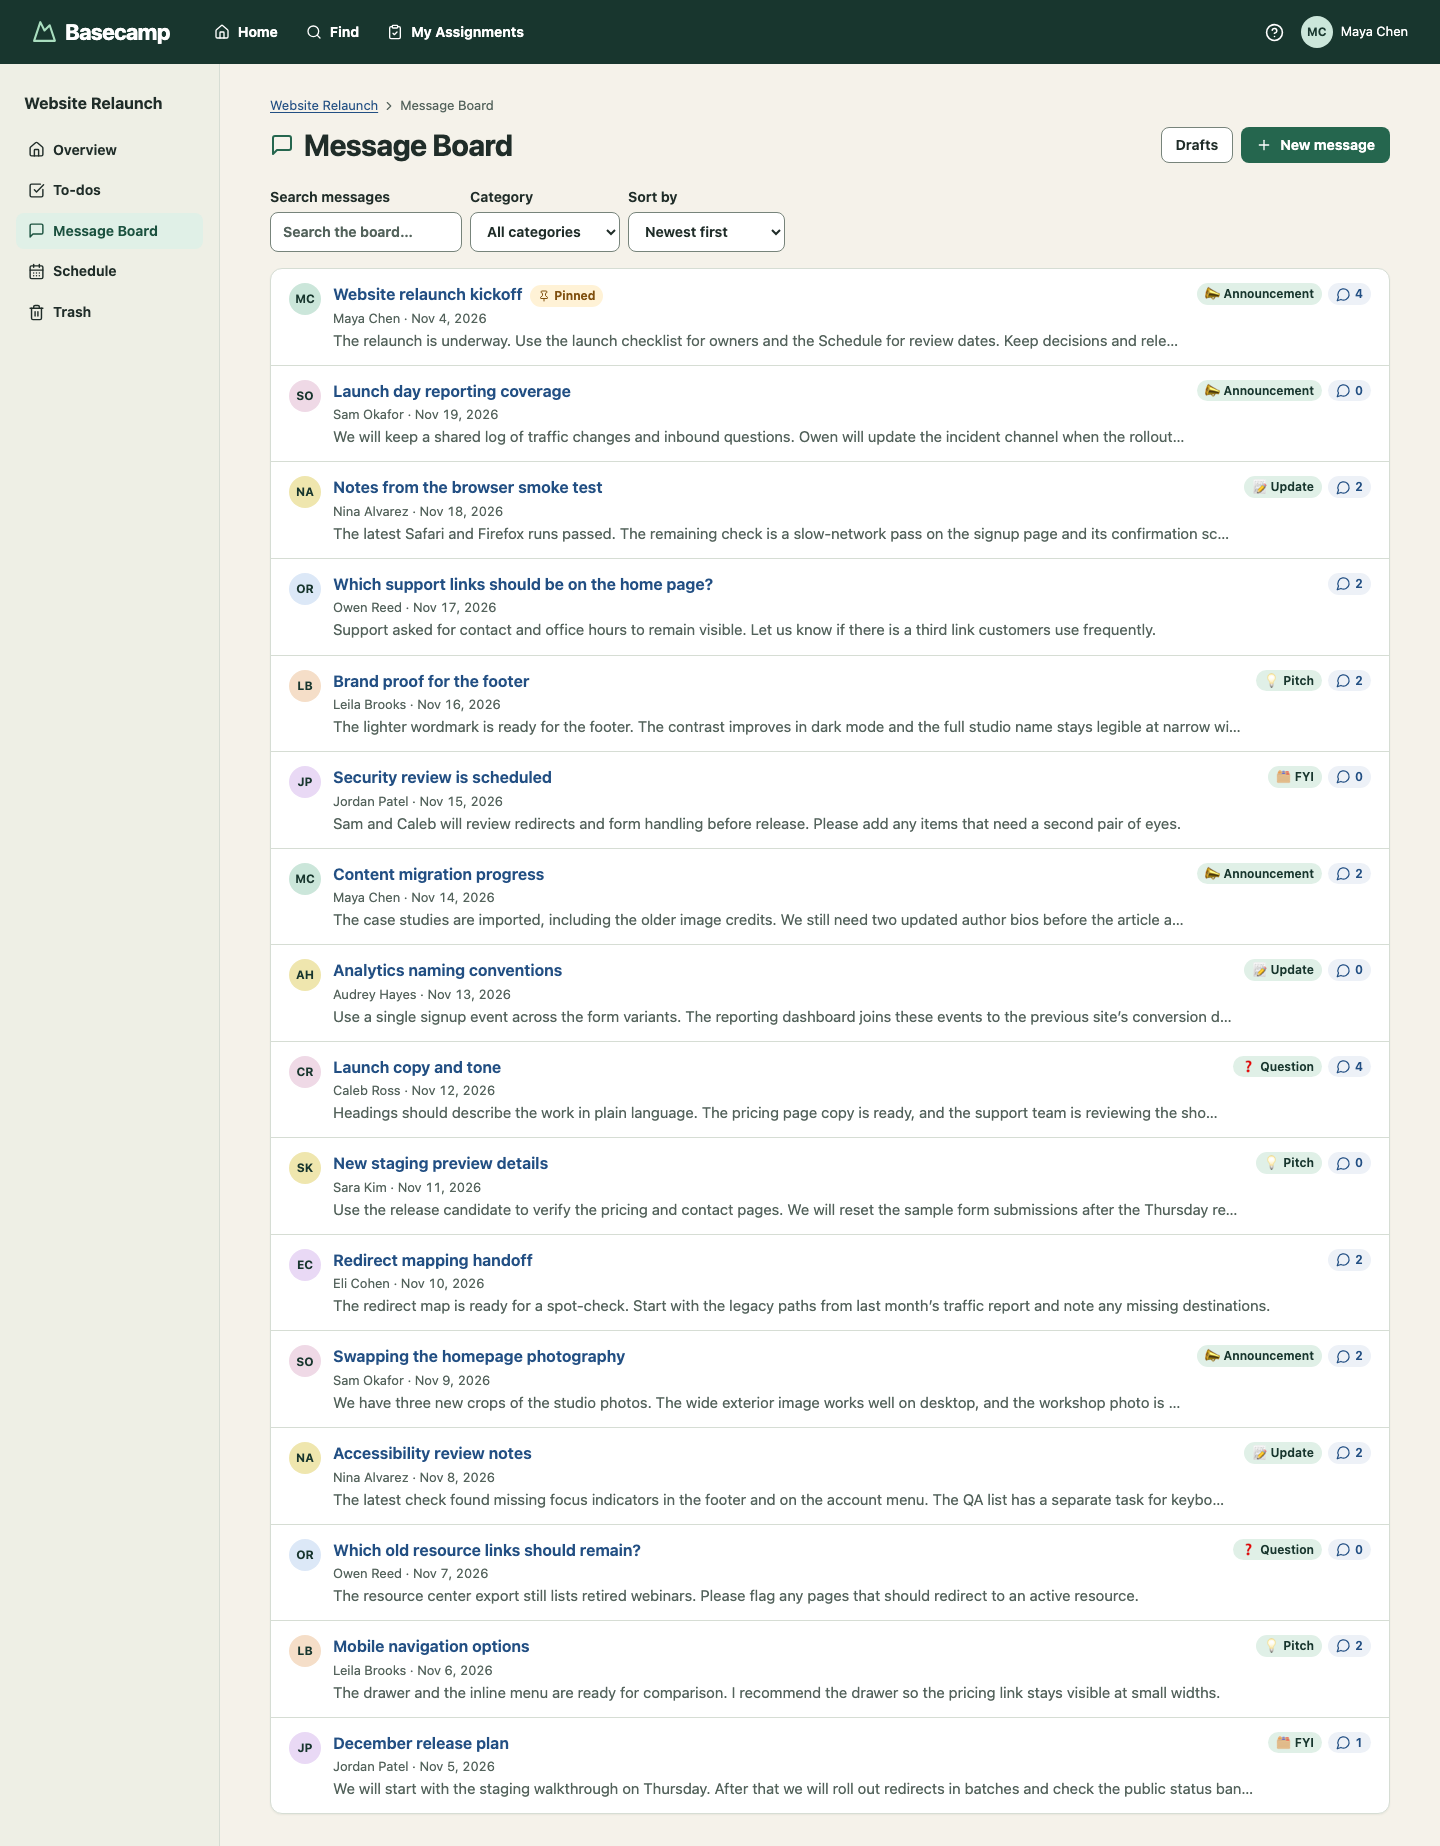 Basecamp
Home
Find
My Assignments
MC
Maya Chen
Website Relaunch
Overview
To-dos
Message Board
Schedule
Trash
Website Relaunch > Message Board
Message Board
Drafts
+ New message
Search messages
Category
Sort by
Search the board...
All categories
Newest first
MC
Website relaunch kickoff
Pinned
Announcement
4
Maya Chen · Nov 4, 2026
The relaunch is underway. Use the launch checklist for owners and the Schedule for review dates. Keep decisions and rele...
SO
Launch day reporting coverage
Announcement
0
Sam Okafor · Nov 19, 2026
We will keep a shared log of traffic changes and inbound questions. Owen will update the incident channel when the rollout...
NA
Notes from the browser smoke test
Update
2
Nina Alvarez · Nov 18, 2026
The latest Safari and Firefox runs passed. The remaining check is a slow-network pass on the signup page and its confirmation sc...
OR
Which support links should be on the home page?
2
Owen Reed · Nov 17, 2026
Support asked for contact and office hours to remain visible. Let us know if there is a third link customers use frequently.
LB
Brand proof for the footer
Pitch
2
Leila Brooks · Nov 16, 2026
The lighter wordmark is ready for the footer. The contrast improves in dark mode and the full studio name stays legible at narrow wi...
JP
Security review is scheduled
FYI
0
Jordan Patel · Nov 15, 2026
Sam and Caleb will review redirects and form handling before release. Please add any items that need a second pair of eyes.
MC
Content migration progress
Announcement
2
Maya Chen · Nov 14, 2026
The case studies are imported, including the older image credits. We still need two updated author bios before the article a...
AH
Analytics naming conventions
Update
0
Audrey Hayes · Nov 13, 2026
Use a single signup event across the form variants. The reporting dashboard joins these events to the previous site’s conversion d...
CR
Launch copy and tone
Question
4
Caleb Ross · Nov 12, 2026
Headings should describe the work in plain language. The pricing page copy is ready, and the support team is reviewing the sho...
SK
New staging preview details
Pitch
0
Sara Kim · Nov 11, 2026
Use the release candidate to verify the pricing and contact pages. We will reset the sample form submissions after the Thursday re...
EC
Redirect mapping handoff
2
Eli Cohen · Nov 10, 2026
The redirect map is ready for a spot-check. Start with the legacy paths from last month’s traffic report and note any missing destinations.
SO
Swapping the homepage photography
Announcement
2
Sam Okafor · Nov 9, 2026
We have three new crops of the studio photos. The wide exterior image works well on desktop, and the workshop photo is ...
NA
Accessibility review notes
Update
2
Nina Alvarez · Nov 8, 2026
The latest check found missing focus indicators in the footer and on the account menu. The QA list has a separate task for keybo...
OR
Which old resource links should remain?
Question
0
Owen Reed · Nov 7, 2026
The resource center export still lists retired webinars. Please flag any pages that should redirect to an active resource.
LB
Mobile navigation options
Pitch
2
Leila Brooks · Nov 6, 2026
The drawer and the inline menu are ready for comparison. I recommend the drawer so the pricing link stays visible at small widths.
JP
December release plan
FYI
1
Jordan Patel · Nov 5, 2026
We will start with the staging walkthrough on Thursday. After that we will roll out redirects in batches and check the public status ban...